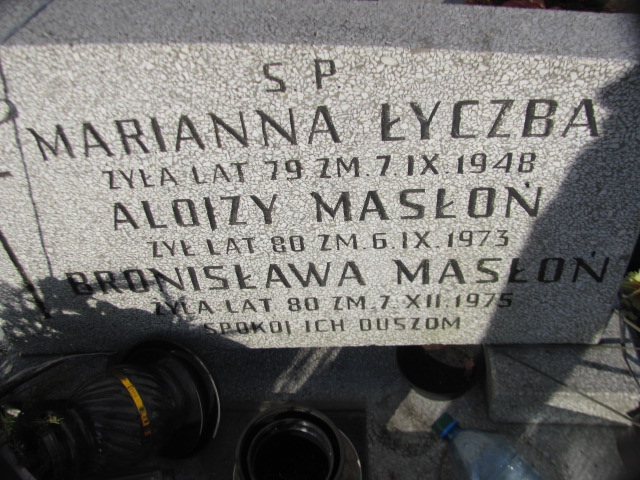 S P
MARIANNA ŁYCZBA
ŻYŁA LAT 79 ZM. 7. IX. 1948
ALOJZY MASŁOŃ
ŻYŁ LAT 80 ZM. 6. IX. 1973
BRONISŁAWA MASŁOŃ
ŻYŁA LAT 80 ZM. 7 XII. 1975
SPOKOJ ICH DUSZOM